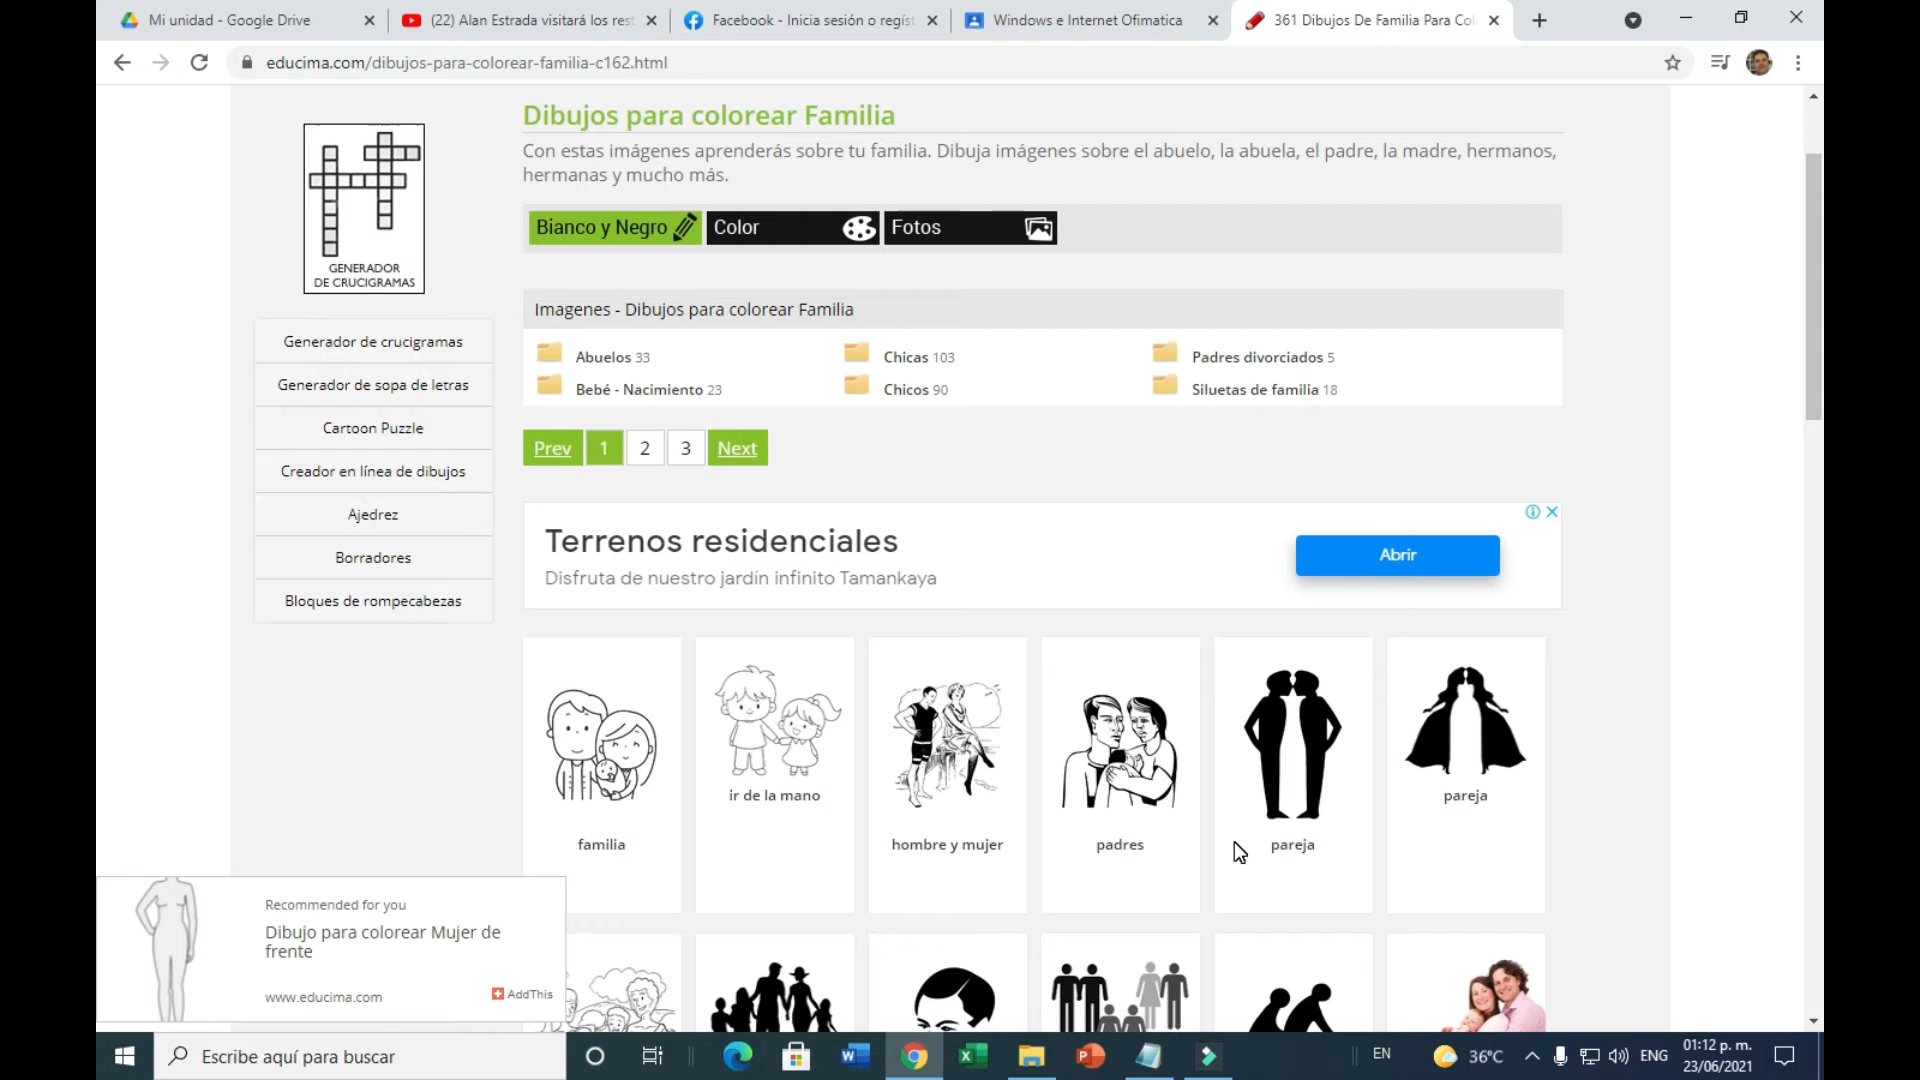 Mi unidad - Google Drive
(22) Alan Estrada visitará los rest
Facebook - Inicia sesión o regíst
Windows e Internet Ofimatica
361 Dibujos De Familia Para Col
educima.com/dibujos-para-colorear-familia-c162.html
GENERADOR
DE CRUCIGRAMAS
Generador de crucigramas
Generador de sopa de letras
Cartoon Puzzle
Creador en línea de dibujos
Ajedrez
Borradores
Bloques de rompecabezas
Dibujos para colorear Familia
Con estas imágenes aprenderás sobre tu familia. Dibuja imágenes sobre el abuelo, la abuela, el padre, la madre, hermanos,
hermanas y mucho más.
Bianco y Negro
Color
Fotos
Imagenes - Dibujos para colorear Familia
Abuelos 33
Chicas 103
Padres divorciados 5
Bebé - Nacimiento 23
Chicos 90
Siluetas de familia 18
Prev 1 2 3 Next
Terrenos residenciales
Disfruta de nuestro jardín infinito Tamankaya
Abrir
familia
ir de la mano
hombre y mujer
padres
pareja
pareja
Recommended for you
Dibujo para colorear Mujer de
frente
www.educima.com
AddThis
Escribe aquí para buscar
EN
36°C
ENG
01:12 p. m.
23/06/2021